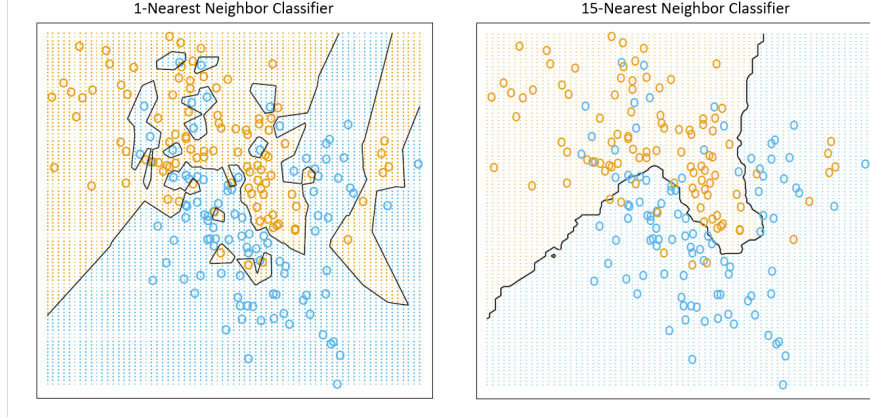 1-Nearest Neighbor Classifier
15-Nearest Neighbor Classifier